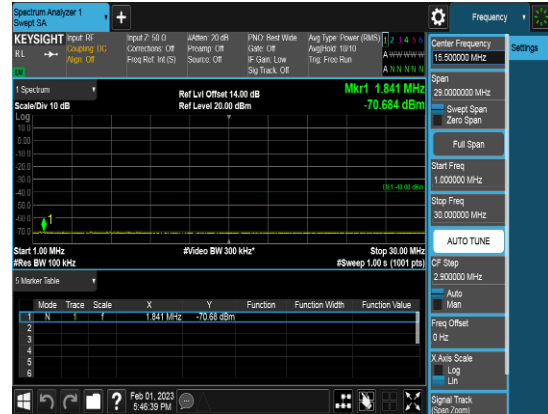 Spectrum Analyzer 1
Swept SA
+
Frequency
KEYSIGHT
RL
Input: RF
Coupling: DC
Align: Off
Input Z: 50 Ω
Corrections: Off
Freq Ref: Int (S)
#Atten: 20 dB
Preamp: Off
Source: Off
PNO: Best Wide
Gate: Off
IF Gain: Low
Sig Track: Off
Avg Type: Power (RMS)
Avg|Hold: 10/10
Trig: Free Run
1 2 3 4 5 6
A W W W W W
A N N N N N
1 Spectrum
Scale/Div 10 dB
Ref Lvl Offset 14.00 dB
Ref Level 20.00 dBm
Mkr1 1.841 MHz
-70.684 dBm
Log
10.0
0.00
-10.0
-20.0
-30.0
-40.0
-50.0
-60.0
-70.0
DL1 -40.00 dBm
1
Start 1.00 MHz
#Res BW 100 kHz
#Video BW 300 kHz*
Stop 30.00 MHz
#Sweep 1.00 s (1001 pts)
5 Marker Table
Mode Trace Scale X Y Function Function Width Function Value
1 N 1 f 1.841 MHz -70.68 dBm
2
3
4
5
6
Feb 01, 2023
5:46:39 PM
Center Frequency
15.500000 MHz
Settings
Span
29.0000000 MHz
Swept Span
Zero Span
Full Span
Start Freq
1.000000 MHz
Stop Freq
30.000000 MHz
AUTO TUNE
CF Step
2.900000 MHz
Auto
Man
Freq Offset
0 Hz
X Axis Scale
Log
Lin
Signal Track
(Span Zoom)